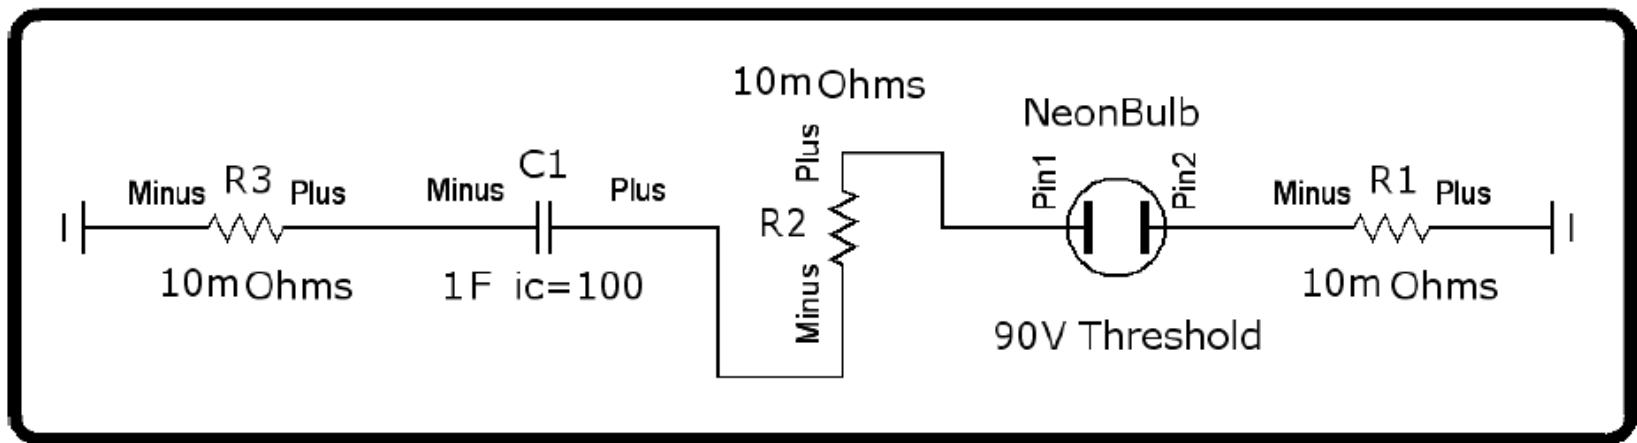 10m Ohms
NeonBulb
Plus
Pin1
Pin2
C1
R3
R1
Minus
Plus
Minus
Plus
Minus
Plus
R2
10m Ohms
1F ic=100
Minus
10m Ohms
90V Threshold